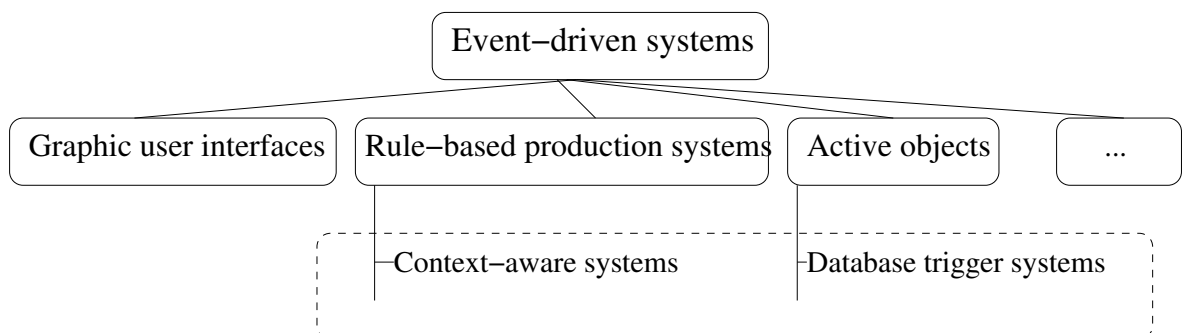 Event−driven systems
Graphic user interfaces
Rule−based production systems
Active objects
...
Context−aware systems
Database trigger systems